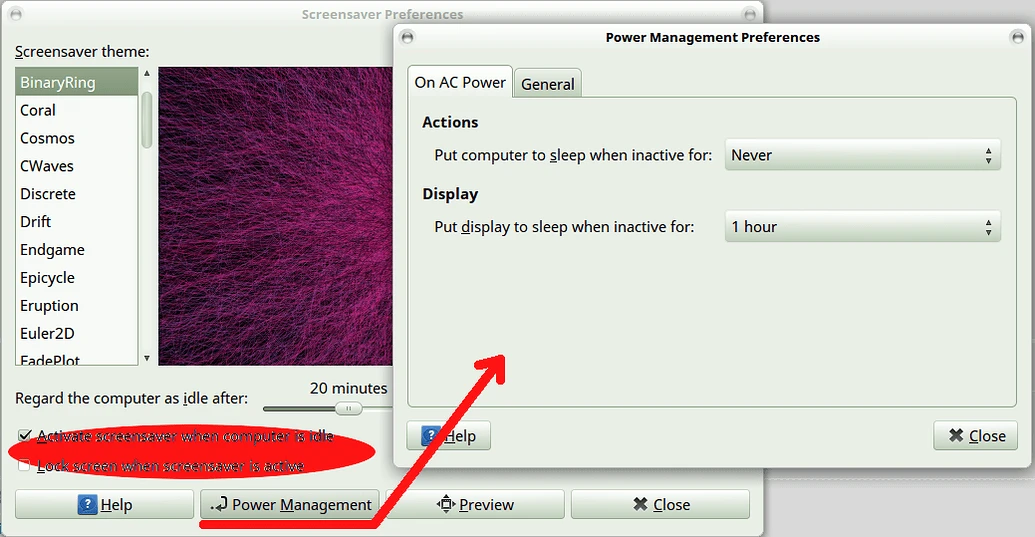 Screensaver Preferences
Screensaver theme:
BinaryRing
Coral
Cosmos
CWaves
Discrete
Drift
Endgame
Epicycle
Eruption
Euler2D
FadePlot
Regard the computer as idle after:
20 minutes
Activate screensaver when computer is idle
Lock screen when screensaver is active
Help
Power Management
Preview
Close
Power Management Preferences
On AC Power
General
Actions
Put computer to sleep when inactive for:
Never
Display
Put display to sleep when inactive for:
1 hour
Help
Close